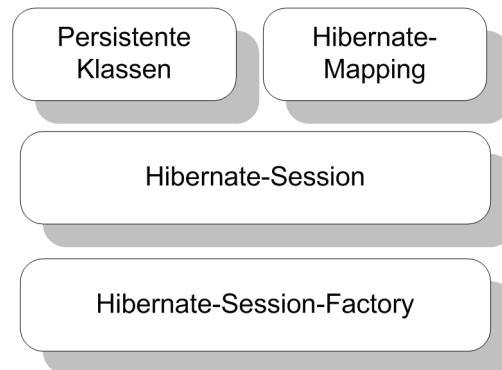 Persistente
Klassen
Hibernate-
Mapping
Hibernate-Session
Hibernate-Session-Factory